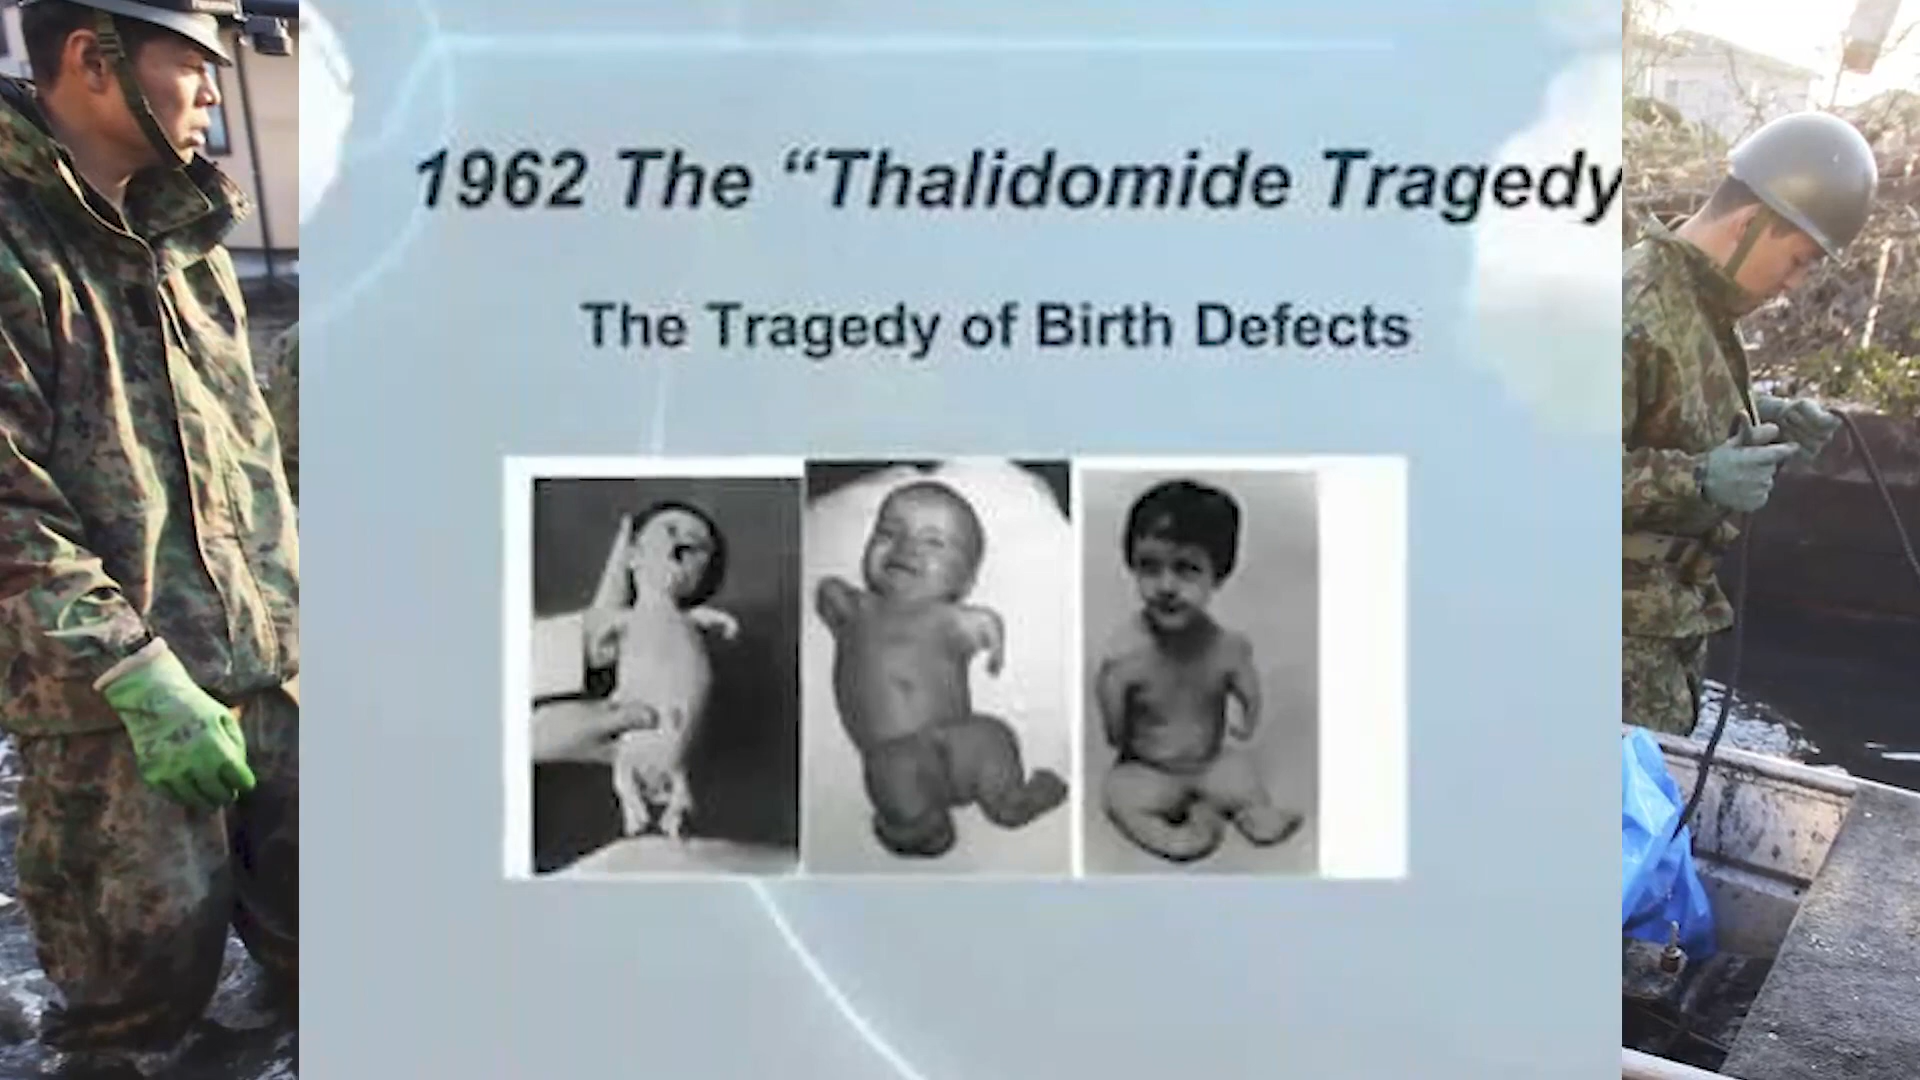 1962 The “Thalidomide Tragedy
The Tragedy of Birth Defects